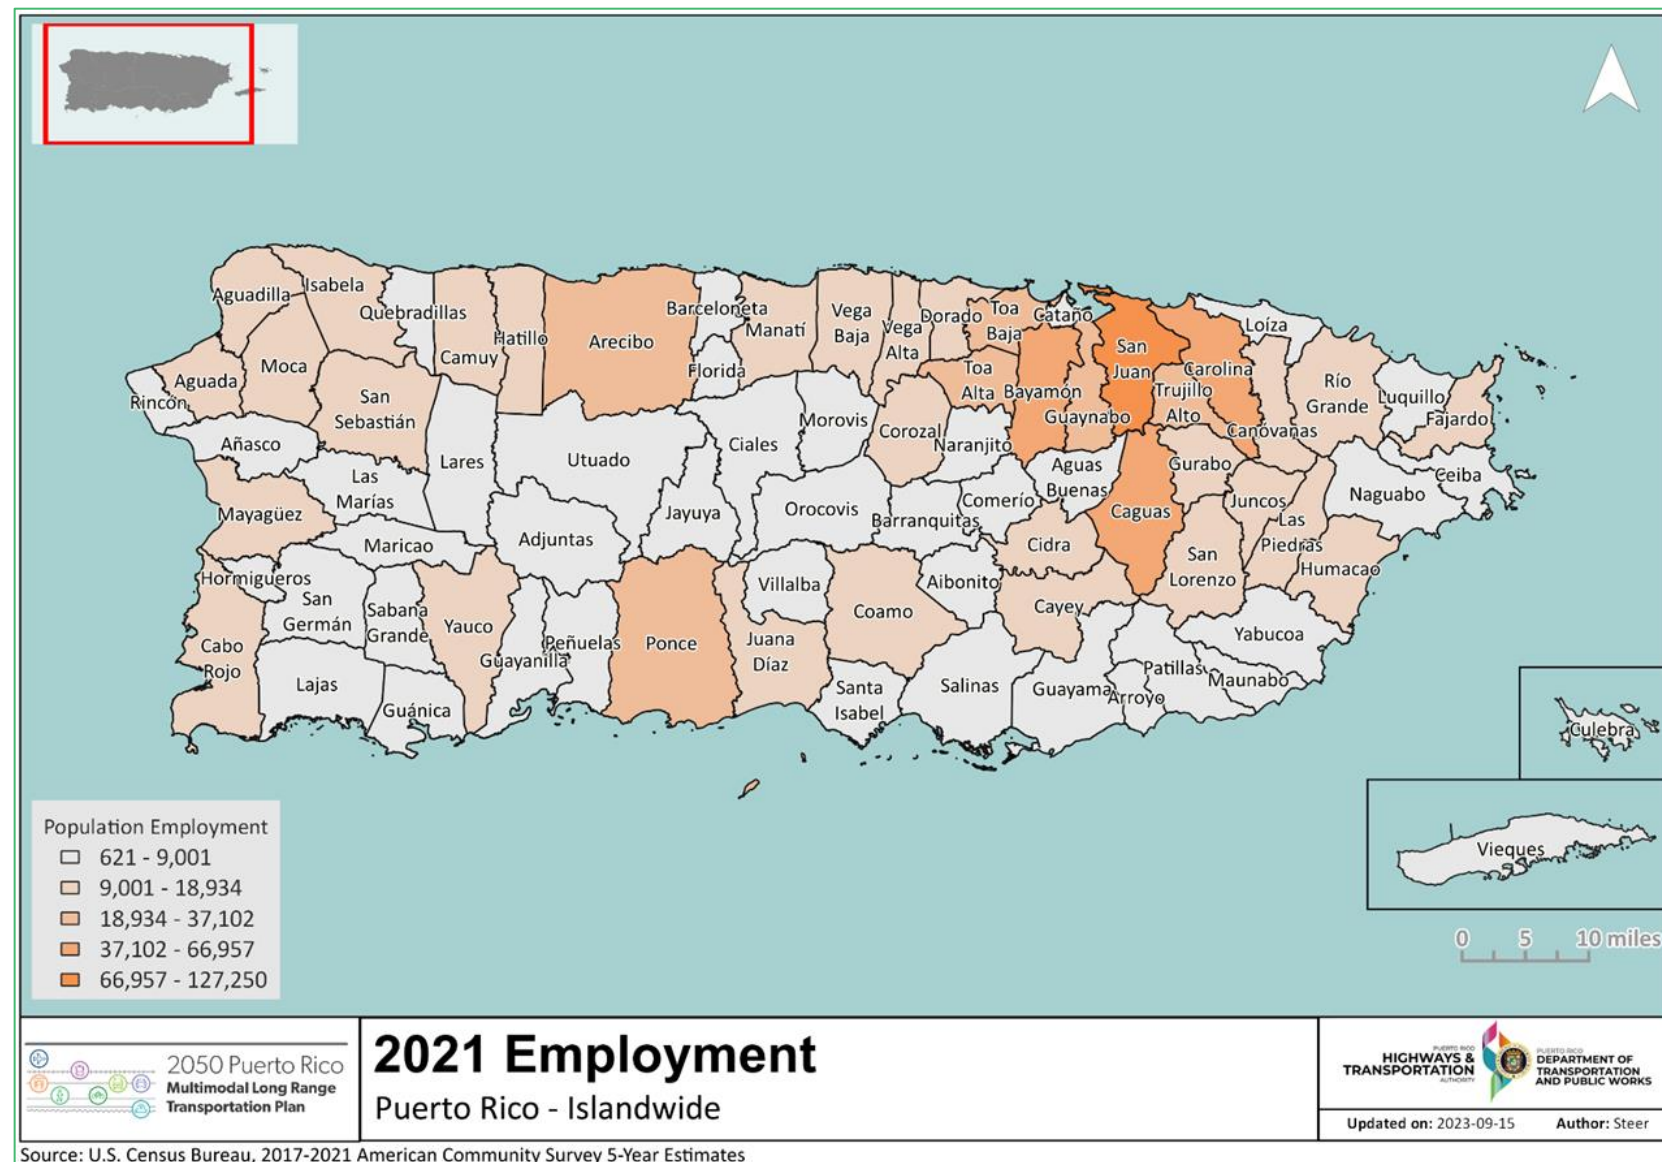 Aguadilla
Isabela
Quebradillas
Camuy
Hatillo
Arecibo
Barceloneta
Manatí
Vega
Baja
Vega
Alta
Dorado
Toa
Baja
Cataño
San
Juan
Carolina
Loíza
Moca
Aguada
Rincón
San
Sebastián
Florida
Toa
Alta
Bayamón
Guaynabo
Trujillo
Alto
Canóvanas
Río
Grande
Luquillo
Fajardo
Añasco
Las
Marías
Lares
Utuado
Ciales
Morovis
Corozal
Naranjito
Aguas
Buenas
Gurabo
Ceiba
Naguabo
Mayagüez
Maricao
Adjuntas
Jayuya
Orocovis
Barranquitas
Comerío
Caguas
Juncos
Las
Piedras
Humacao
Hormigueros
San
Germán
Sabana
Grande
Yauco
Guayanilla
Peñuelas
Ponce
Villalba
Juana
Díaz
Coamo
Aibonito
Cidra
Cayey
San
Lorenzo
Yabucoa
Cabo
Rojo
Lajas
Guánica
Santa
Isabel
Salinas
Guayama
Arroyo
Patillas
Maunabo
Culebra
Vieques
Population Employment
621 - 9,001
9,001 - 18,934
18,934 - 37,102
37,102 - 66,957
66,957 - 127,250
0 5 10 miles
2050 Puerto Rico
Multimodal Long Range
Transportation Plan
2021 Employment
Puerto Rico - Islandwide
PUERTO RICO
HIGHWAYS &
TRANSPORTATION
AUTHORITY
PUERTO RICO
DEPARTMENT OF
TRANSPORTATION
AND PUBLIC WORKS
Updated on: 2023-09-15 Author: Steer
Source: U.S. Census Bureau, 2017-2021 American Community Survey 5-Year Estimates